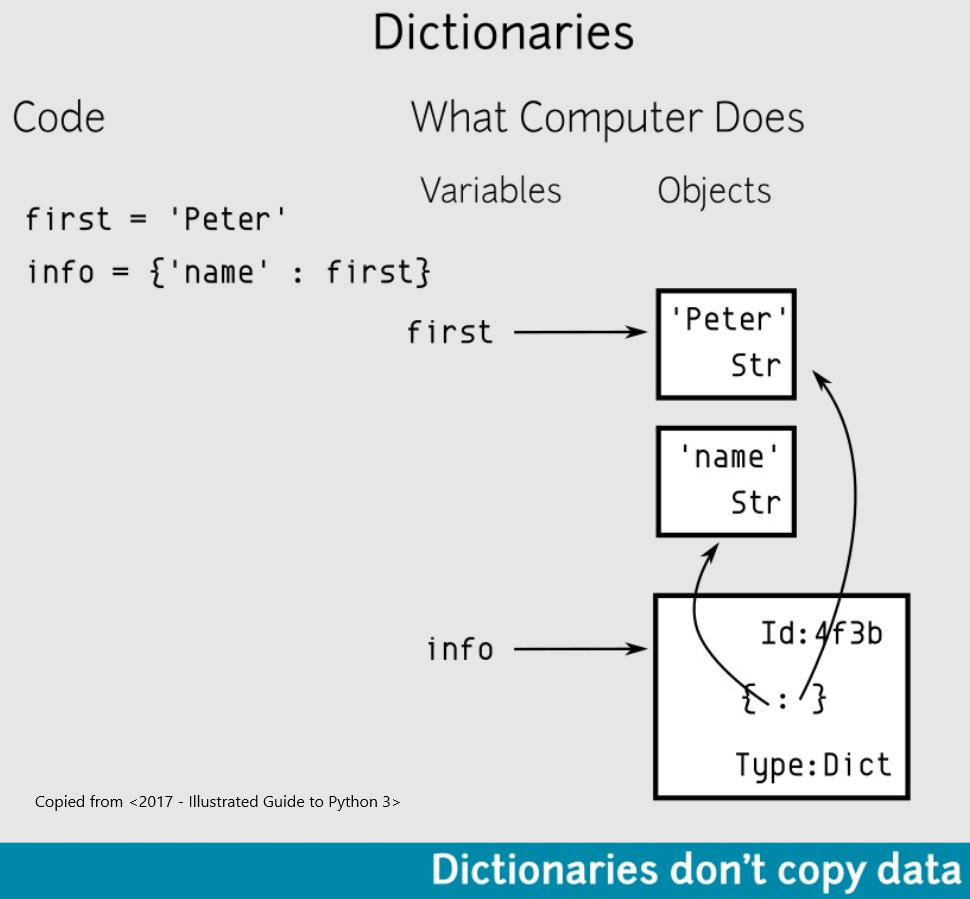 Dictionaries
Code
What Computer Does
Variables
Objects
first = 'Peter'
info = {'name' : first}
first
'Peter'
Str
'name'
Str
info
Id:4f3b
{ : }
Type:Dict
Copied from <2017 - Illustrated Guide to Python 3>
Dictionaries don’t copy data